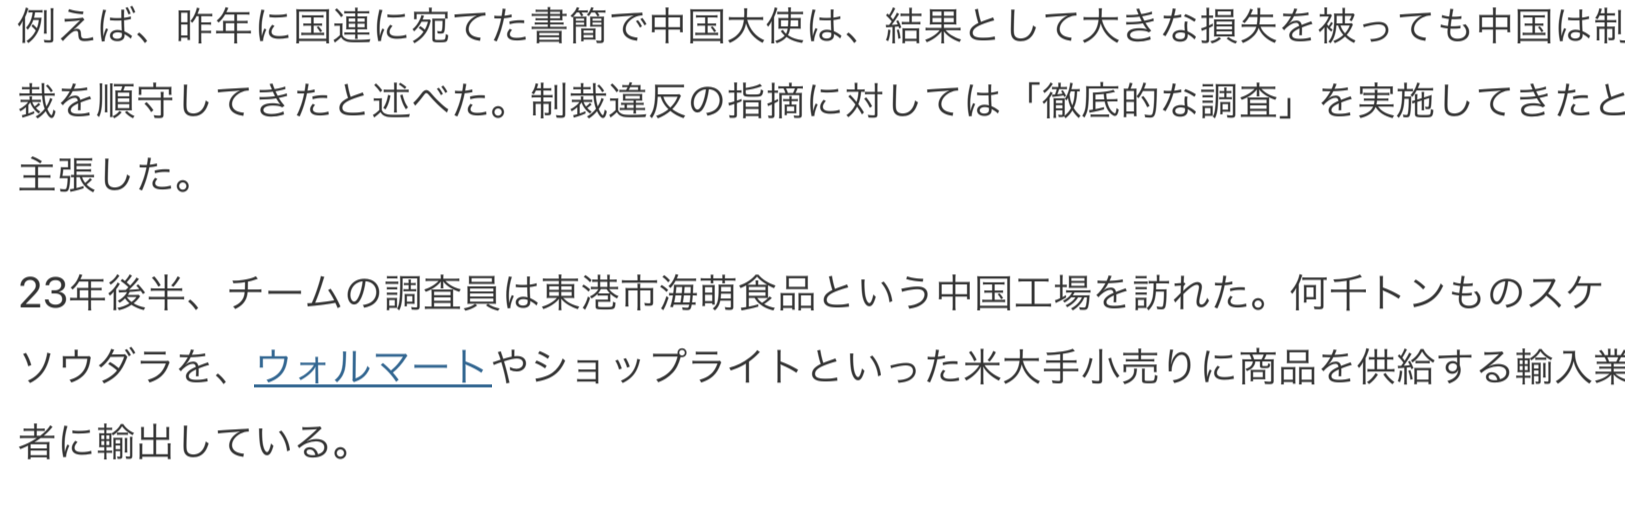 例えば、昨年に国連に宛てた書簡で中国大使は、結果として大きな損失を被っても中国は制
裁を順守してきたと述べた。制裁違反の指摘に対しては「徹底的な調査」を実施してきたと
主張した。
23年後半、チームの調査員は東港市海萌食品という中国工場を訪れた。何千トンものスケ
ソウダラを、ウォルマートやショップライトといった米大手小売りに商品を供給する輸入業
者に輸出している。